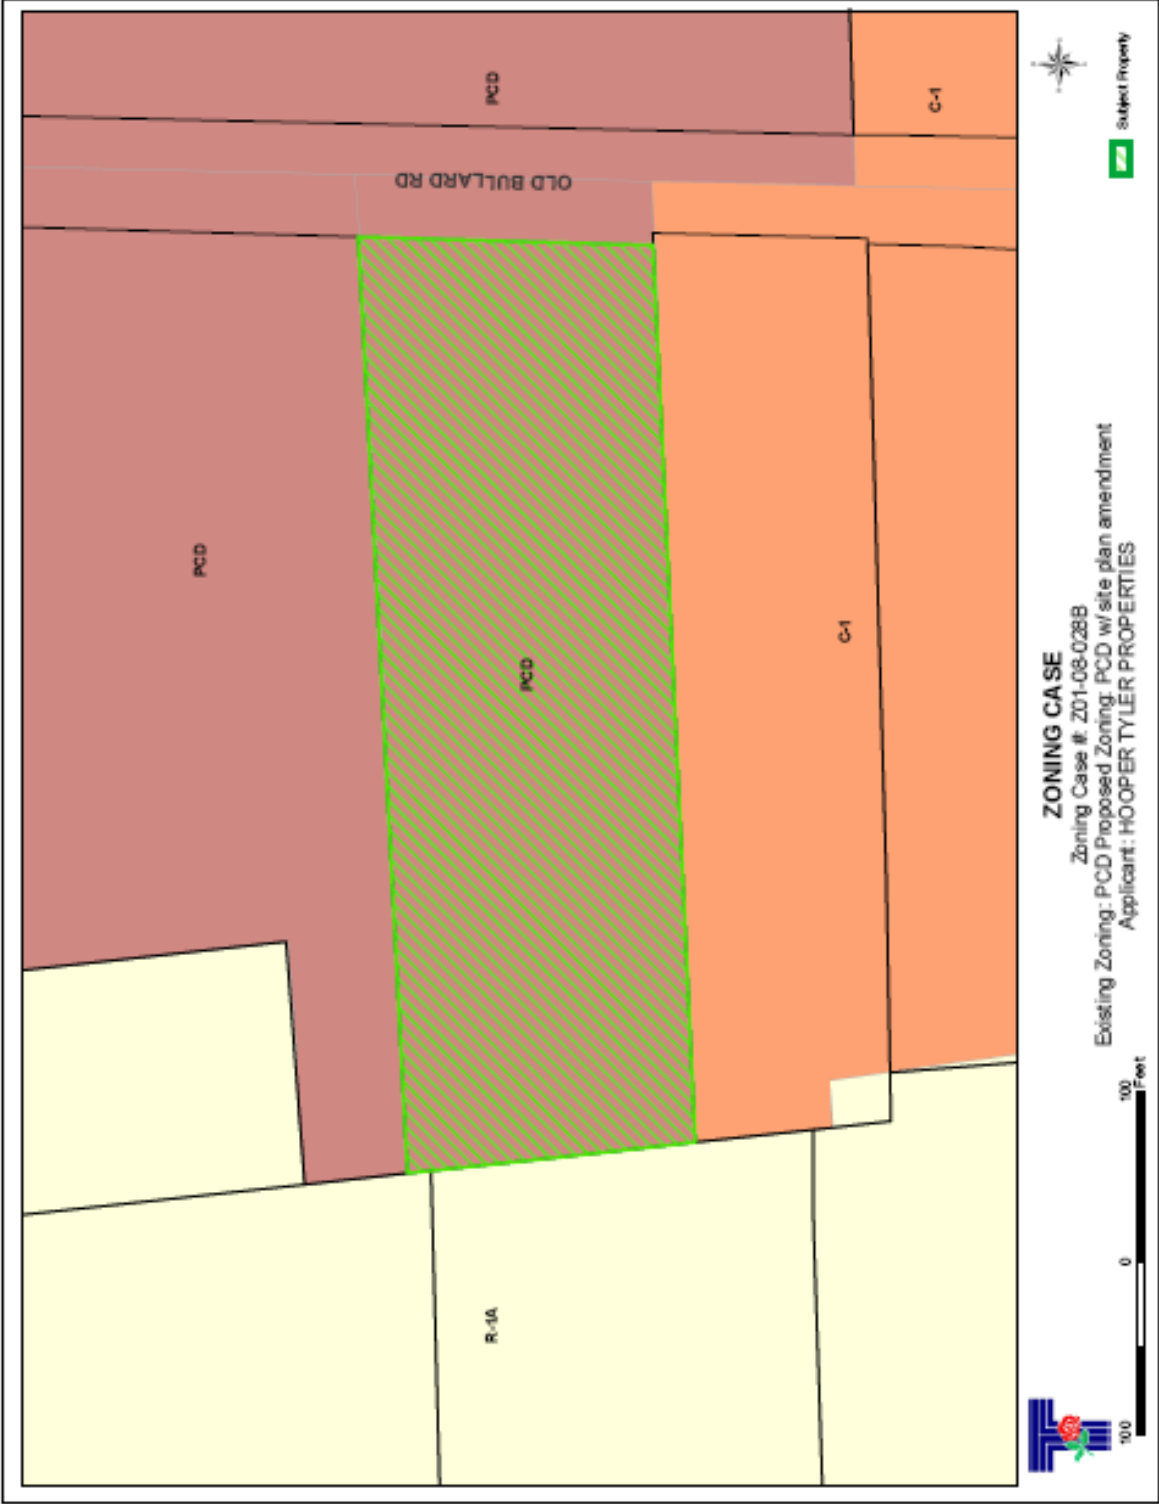 PCD
C-1
OLD BULLARD RD
PCD
PCD
C-1
R-1A
ZONING CASE
Zoning Case #: Z01-08-028B
Existing Zoning: PCD Proposed Zoning: PCD w/ site plan amendment
Applicant: HOOPER TYLER PROPERTIES
Subject Property
100 0 100
Feet